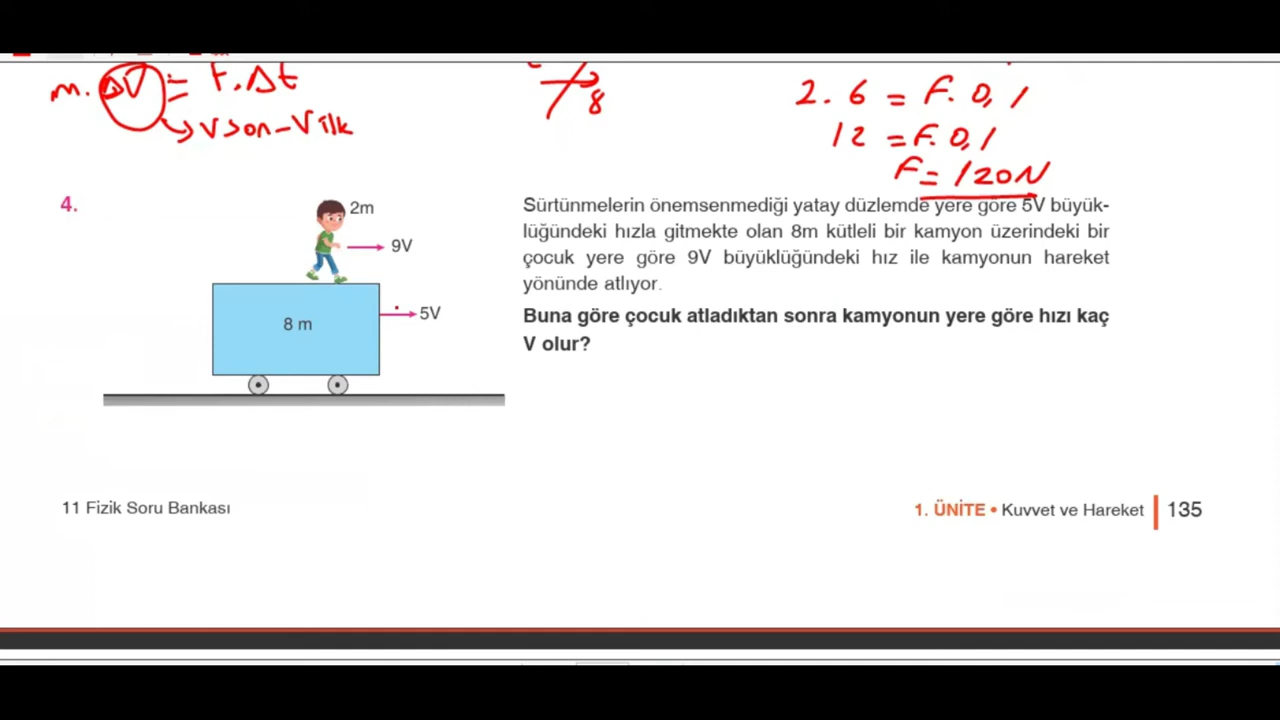 m. ΔV = F.Δt
V son - V ilk
8
2. 6 = F. 0,1
12 = F. 0,1
F = 120N
4.
2m
9V
8 m
5V
Sürtünmelerin önemsenmediği yatay düzlemde yere göre 5V büyük-
lüğündeki hızla gitmekte olan 8m kütleli bir kamyon üzerindeki bir
çocuk yere göre 9V büyüklüğündeki hız ile kamyonun hareket
yönünde atlıyor.
Buna göre çocuk atladıktan sonra kamyonun yere göre hızı kaç
V olur?
11 Fizik Soru Bankası
1. ÜNİTE • Kuvvet ve Hareket 135